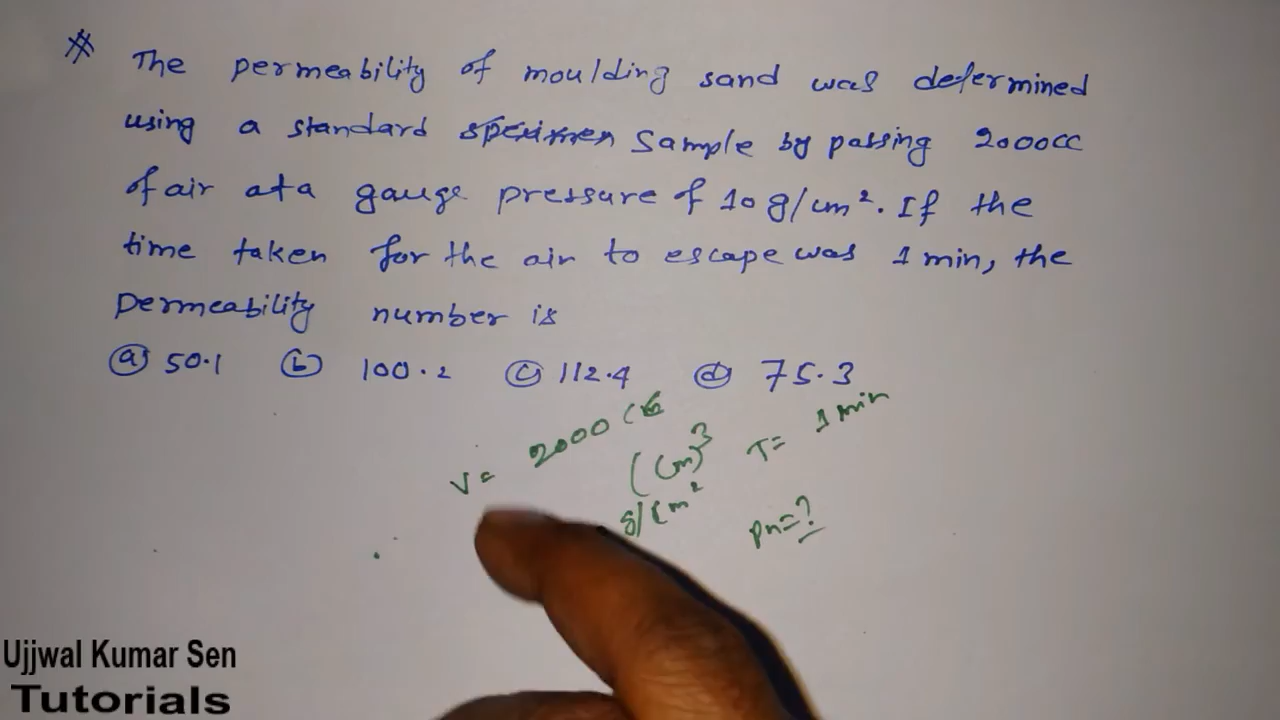 The permeability of moulding sand was determined
using a standard Sample by passing 2000cc
of air at a gauge pressure of 10 g/cm². If the
time taken for the air to escape was 1 min, the
Permeability number is
(a) 50.1 (b) 100.2 (c) 112.4 (d) 75.3
V= 2000 cc T= 1 min
(cm)³
g/cm² pn=?
Ujjwal Kumar Sen
Tutorials